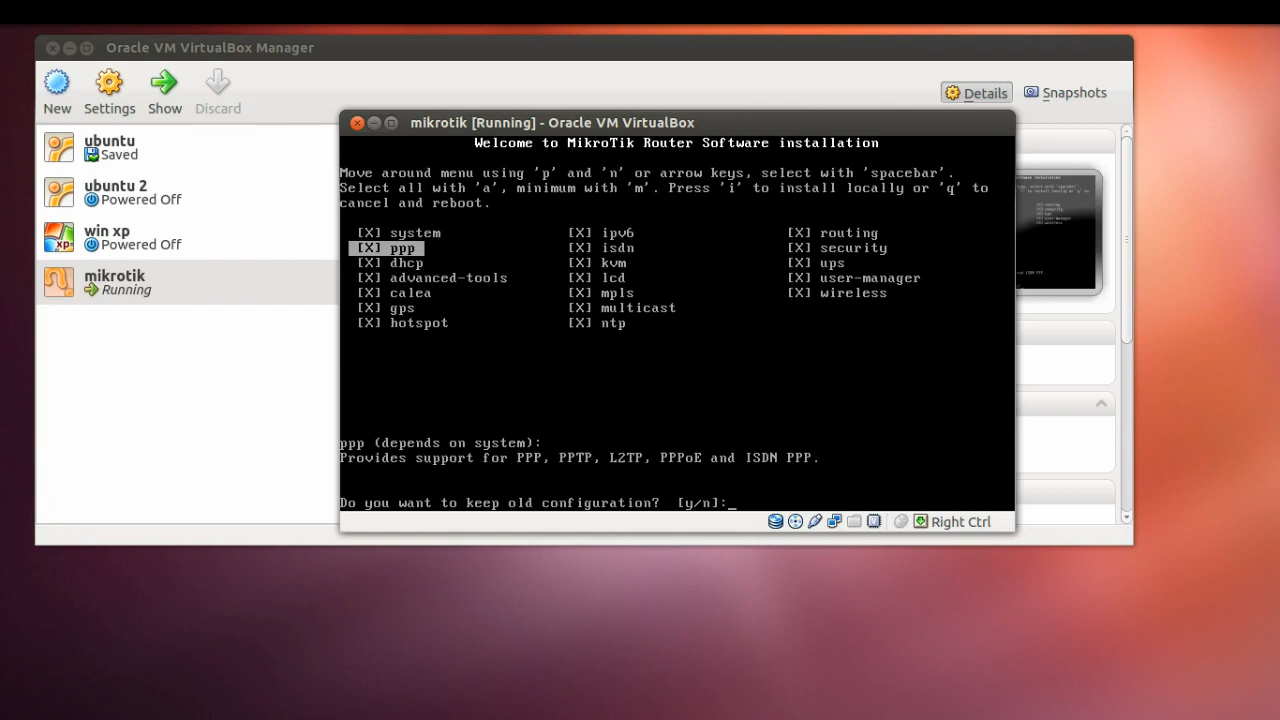 Oracle VM VirtualBox Manager
New Settings Show Discard
Details Snapshots
ubuntu
Saved
ubuntu 2
Powered Off
win xp
Powered Off
mikrotik
Running
mikrotik [Running] - Oracle VM VirtualBox
Welcome to MikroTik Router Software installation
Move around menu using 'p' and 'n' or arrow keys, select with 'spacebar'.
Select all with 'a', minimum with 'm'. Press 'i' to install locally or 'q' to
cancel and reboot.
[X] system [X] ipv6 [X] routing
[X] ppp [X] isdn [X] security
[X] dhcp [X] kvm [X] ups
[X] advanced-tools [X] lcd [X] user-manager
[X] calea [X] mpls [X] wireless
[X] gps [X] multicast
[X] hotspot [X] ntp
ppp (depends on system):
Provides support for PPP, PPTP, L2TP, PPPoE and ISDN PPP.
Do you want to keep old configuration? [y/n]:_
Right Ctrl